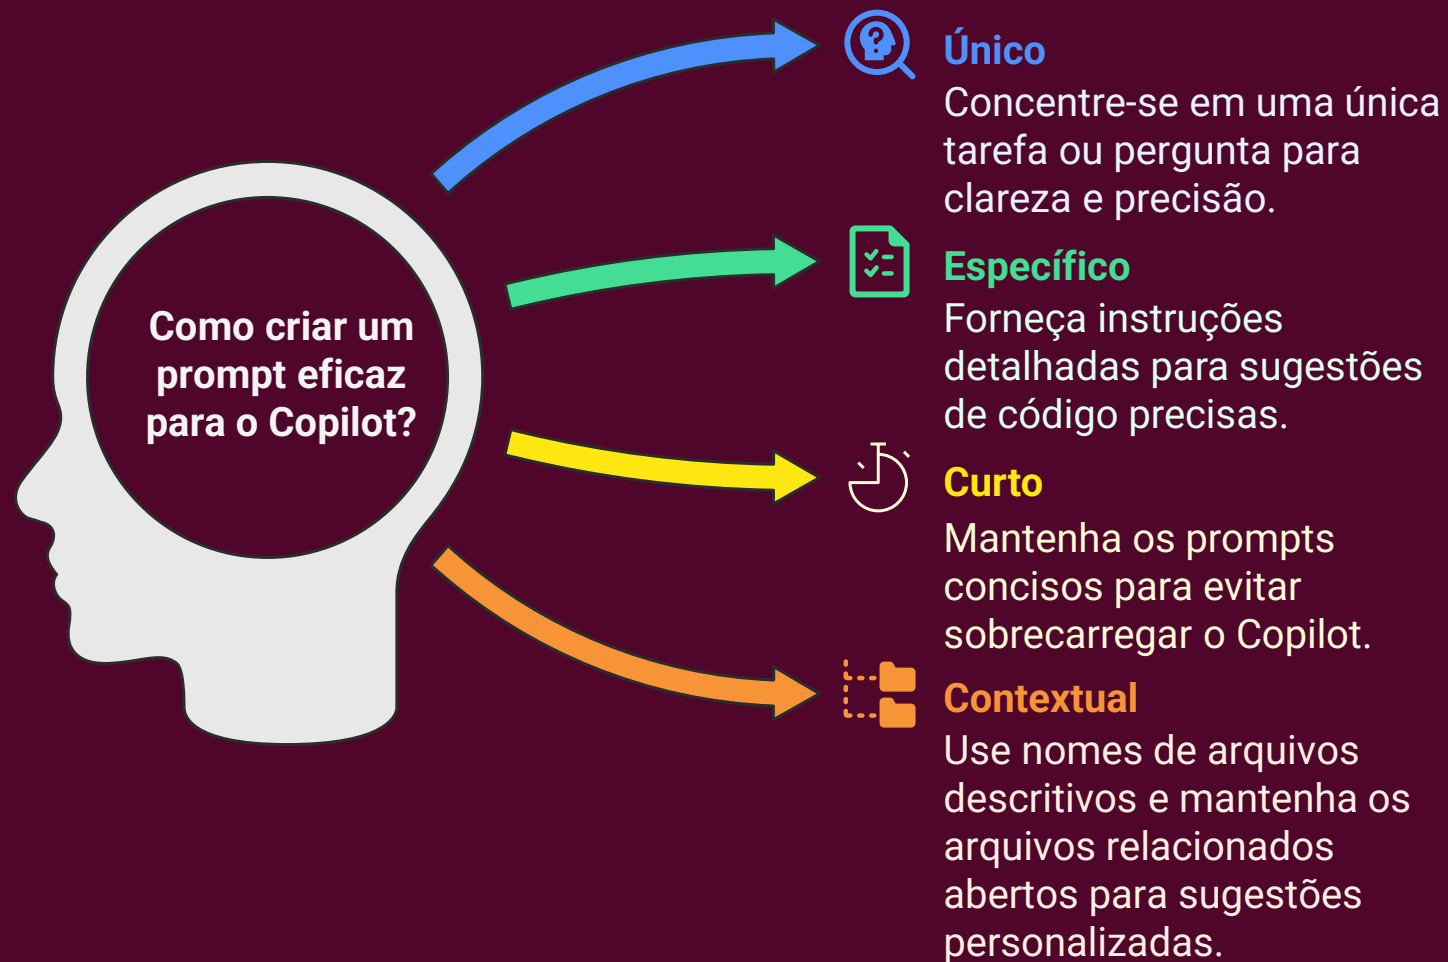 Como criar um
prompt eficaz
para o Copilot?
Único
Concentre-se em uma única
tarefa ou pergunta para
clareza e precisão.
Específico
Forneça instruções
detalhadas para sugestões
de código precisas.
Curto
Mantenha os prompts
concisos para evitar
sobrecarregar o Copilot.
Contextual
Use nomes de arquivos
descritivos e mantenha os
arquivos relacionados
abertos para sugestões
personalizadas.